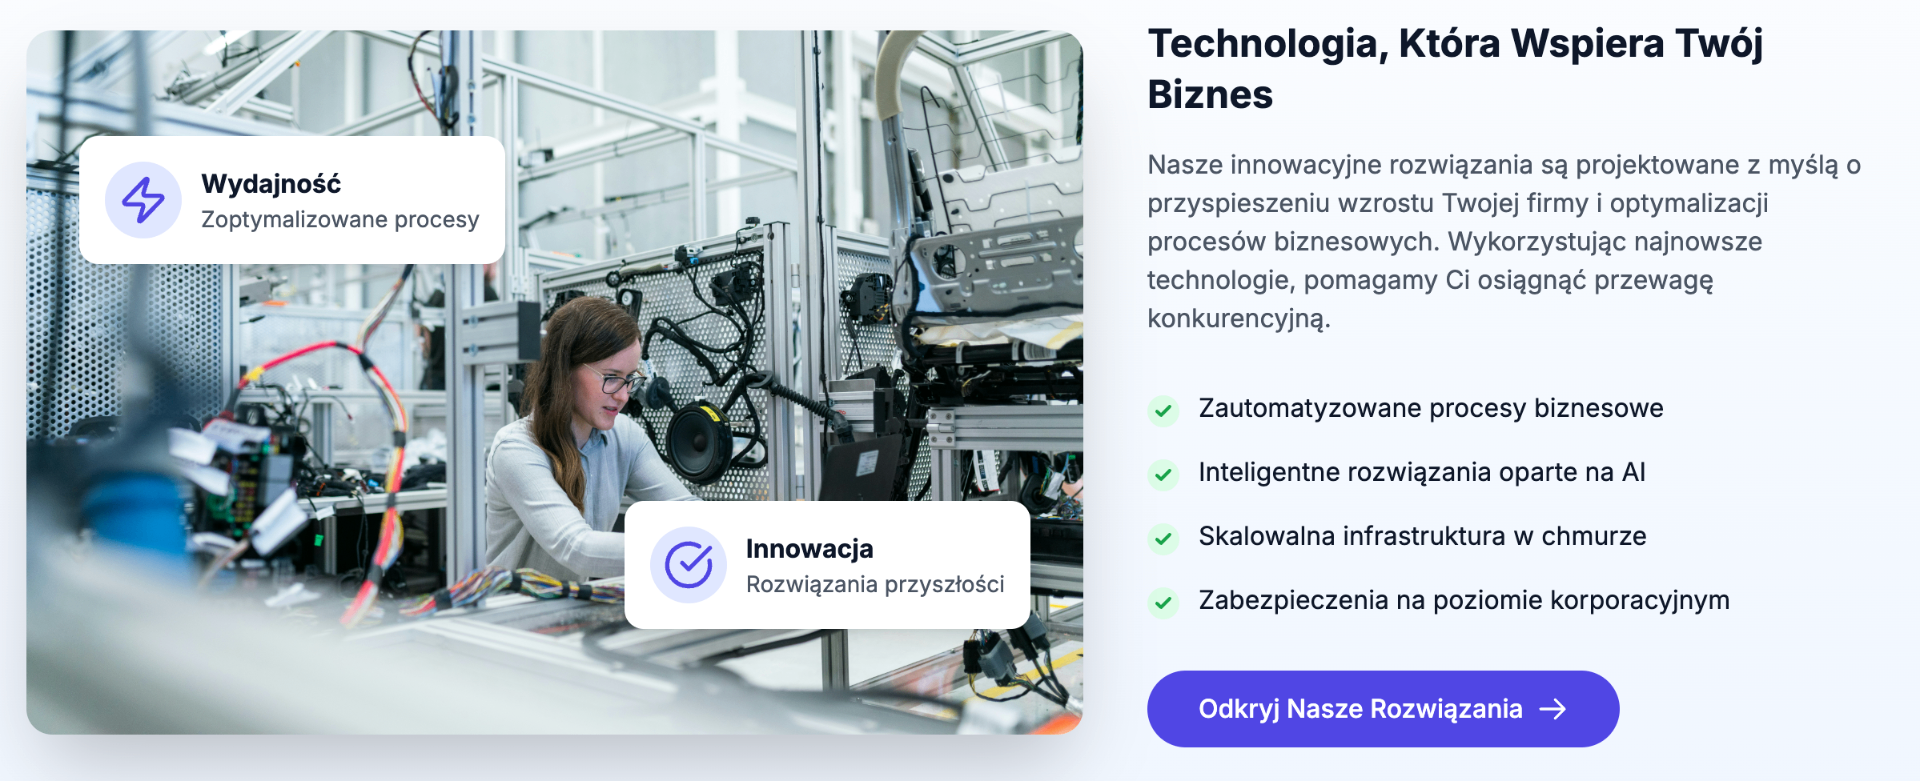 Wydajność
Zoptymalizowane procesy
Innowacja
Rozwiązania przyszłości
Technologia, Która Wspiera Twój
Biznes
Nasze innowacyjne rozwiązania są projektowane z myślą o
przyspieszeniu wzrostu Twojej firmy i optymalizacji
procesów biznesowych. Wykorzystując najnowsze
technologie, pomagamy Ci osiągnąć przewagę
konkurencyjną.
Zautomatyzowane procesy biznesowe
Inteligentne rozwiązania oparte na AI
Skalowalna infrastruktura w chmurze
Zabezpieczenia na poziomie korporacyjnym
Odkryj Nasze Rozwiązania